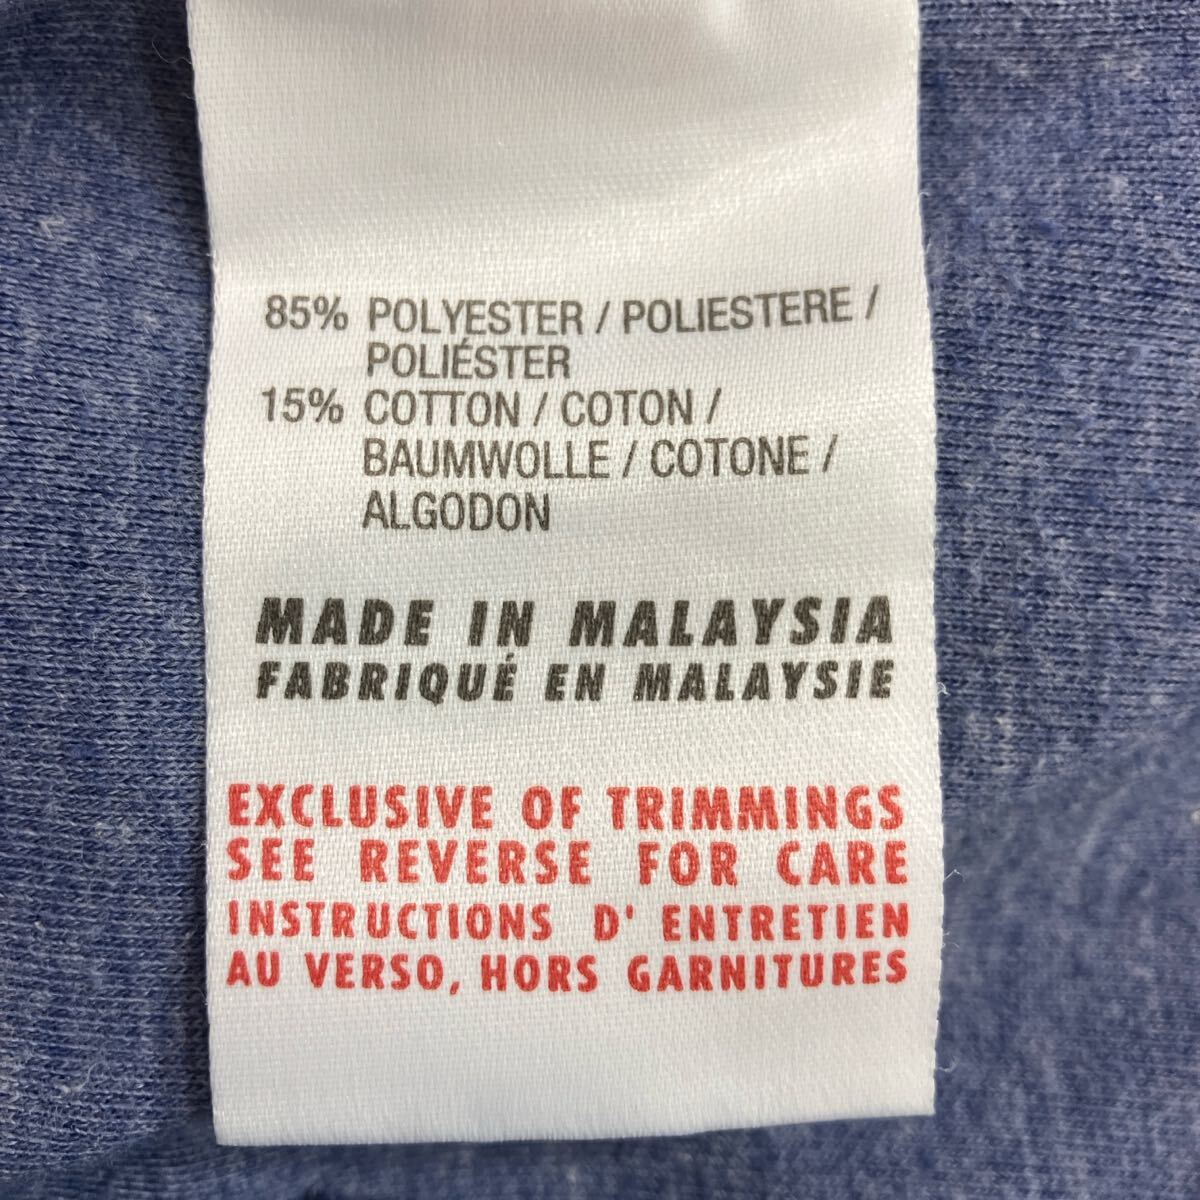 85% POLYESTER / POLIESTERE /
POLIÉSTER
15% COTTON / COTON /
BAUMWOLLE / COTONE /
ALGODON
MADE IN MALAYSIA
FABRIQUÉ EN MALAYSIE
EXCLUSIVE OF TRIMMINGS
SEE REVERSE FOR CARE
INSTRUCTIONS D' ENTRETIEN
AU VERSO, HORS GARNITURES